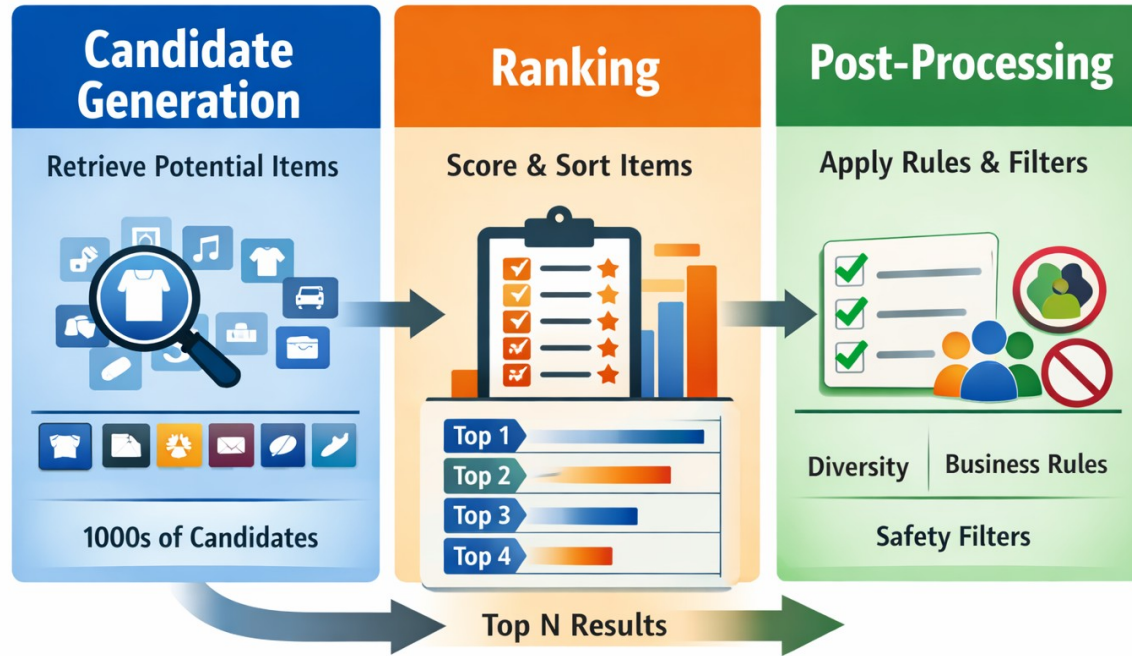 Candidate
Generation
Retrieve Potential Items
1000s of Candidates
Ranking
Score & Sort Items
Top 1
Top 2
Top 3
Top 4
Post-Processing
Apply Rules & Filters
Diversity
Business Rules
Safety Filters
Top N Results